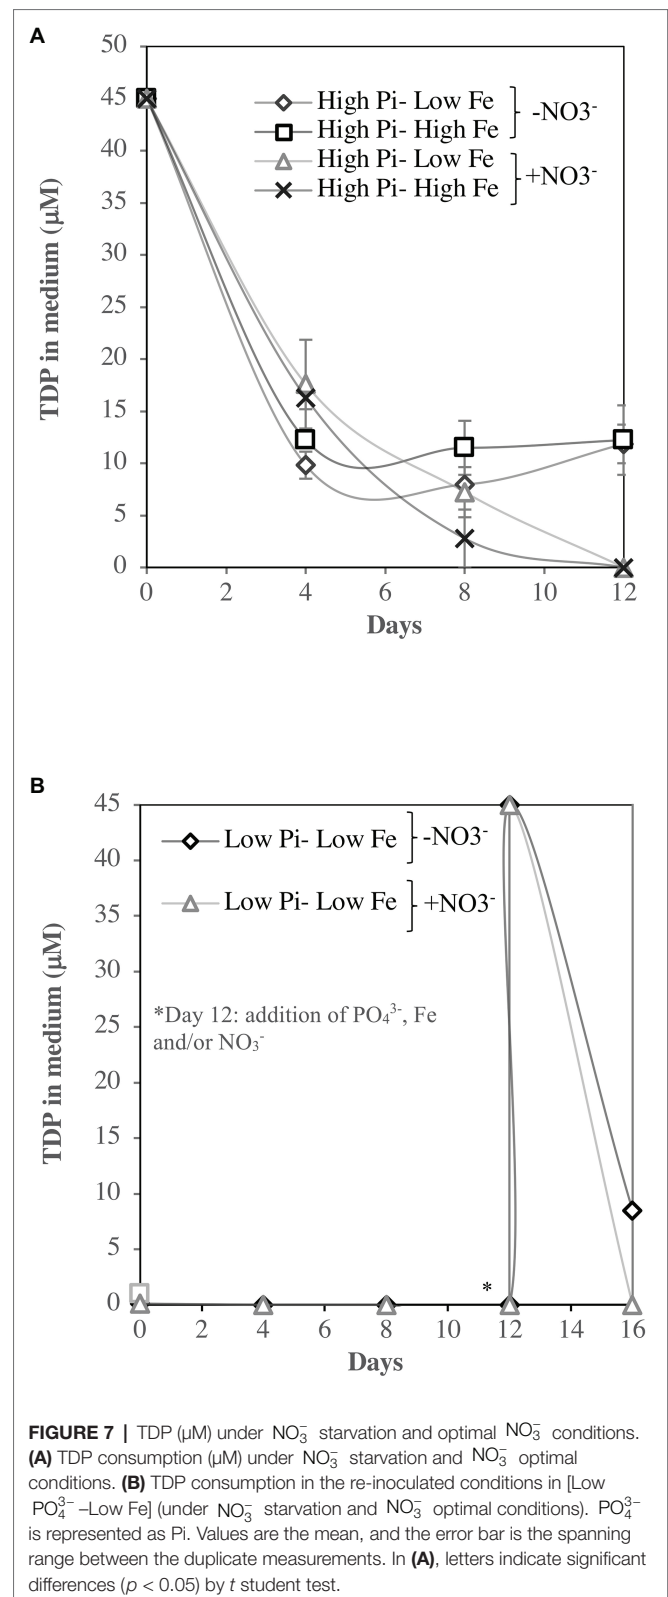 A
50
45
40
35
30
25
20
15
10
5
0
TDP in medium (µM)
High Pi- Low Fe
High Pi- High Fe
-NO3-
High Pi- Low Fe
High Pi- High Fe
+NO3-
0 2 4 6 8 10 12
Days
B
45
40
35
30
25
20
15
10
5
0
TDP in medium (µM)
Low Pi- Low Fe
-NO3-
Low Pi- Low Fe
+NO3-
*Day 12: addition of PO₄³⁻, Fe
and/or NO₃⁻
*
0 2 4 6 8 10 12 14 16
Days
FIGURE 7 | TDP (µM) under NO₃⁻ starvation and optimal NO₃⁻ conditions.
(A) TDP consumption (µM) under NO₃⁻ starvation and NO₃⁻ optimal
conditions. (B) TDP consumption in the re-inoculated conditions in [Low
PO₄³⁻ –Low Fe] (under NO₃⁻ starvation and NO₃⁻ optimal conditions). PO₄³⁻
is represented as Pi. Values are the mean, and the error bar is the spanning
range between the duplicate measurements. In (A), letters indicate significant
differences (p < 0.05) by t student test.